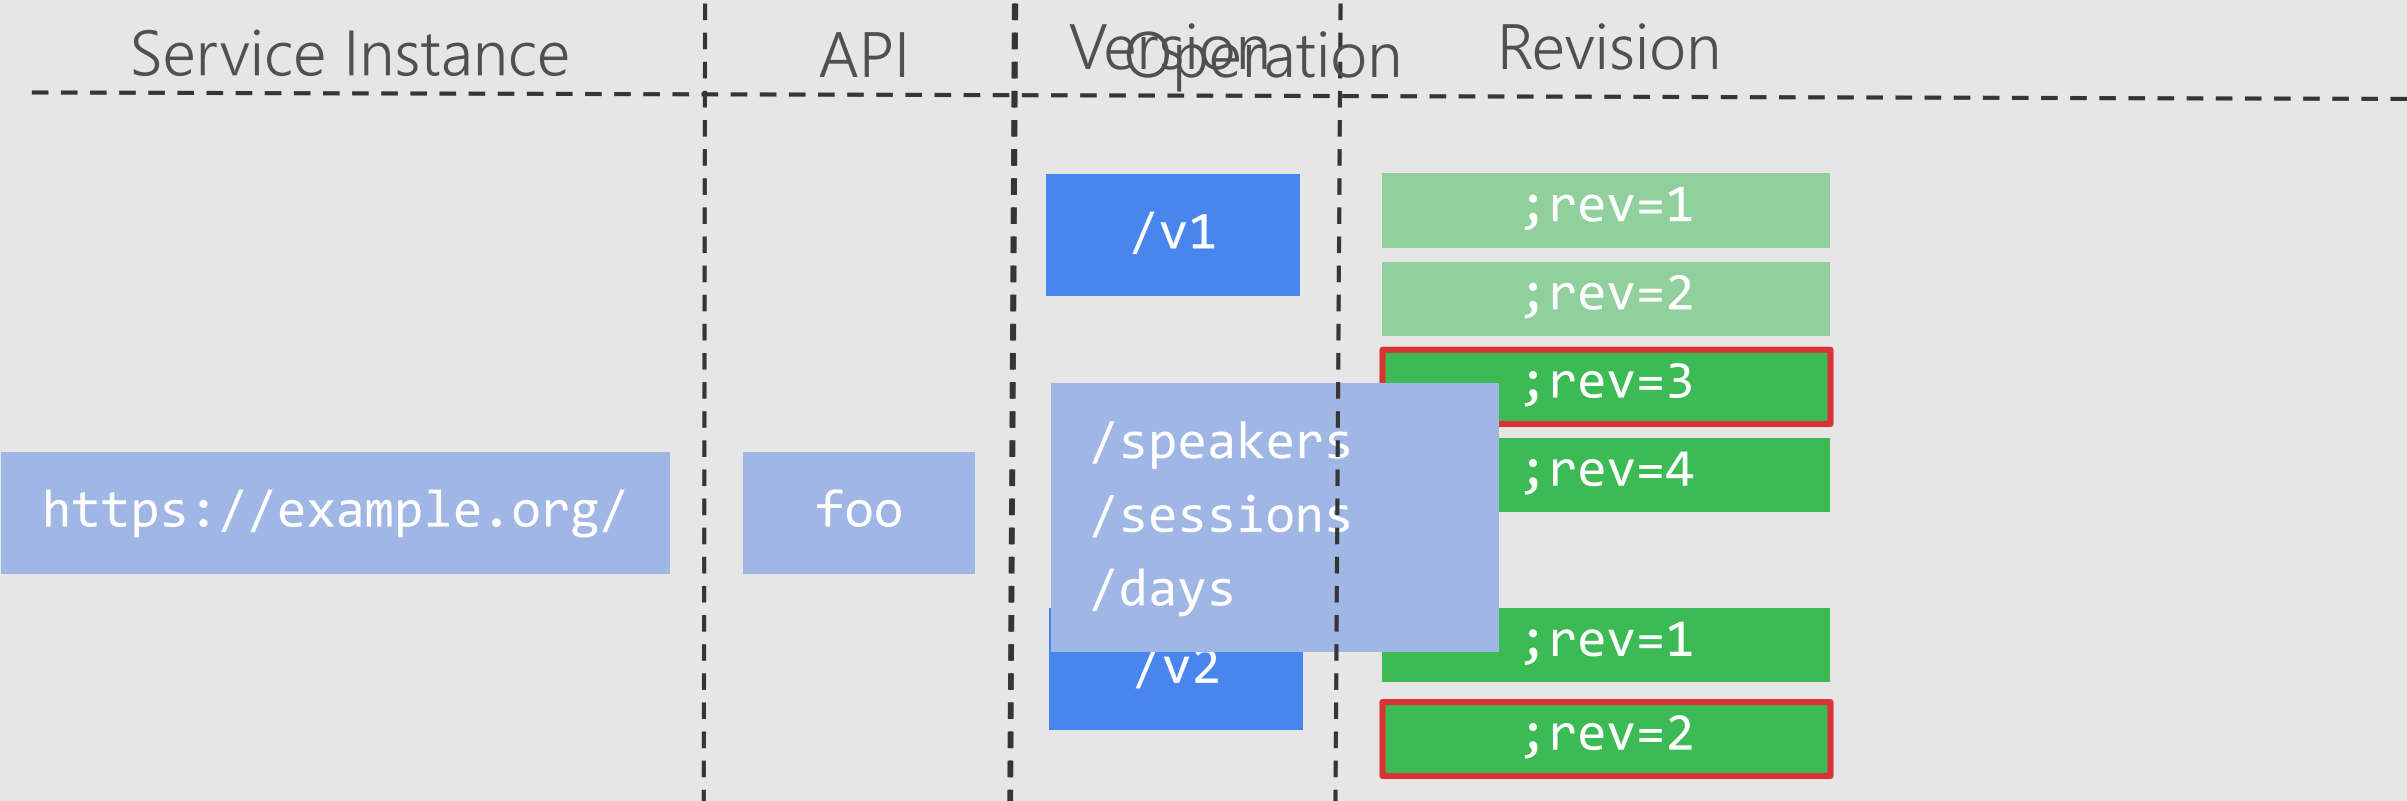 Service Instance
API
Version
Operation
Revision
/v1
;rev=1
;rev=2
;rev=3
;rev=4
https://example.org/
foo
/speakers
/sessions
/days
/v2
;rev=1
;rev=2